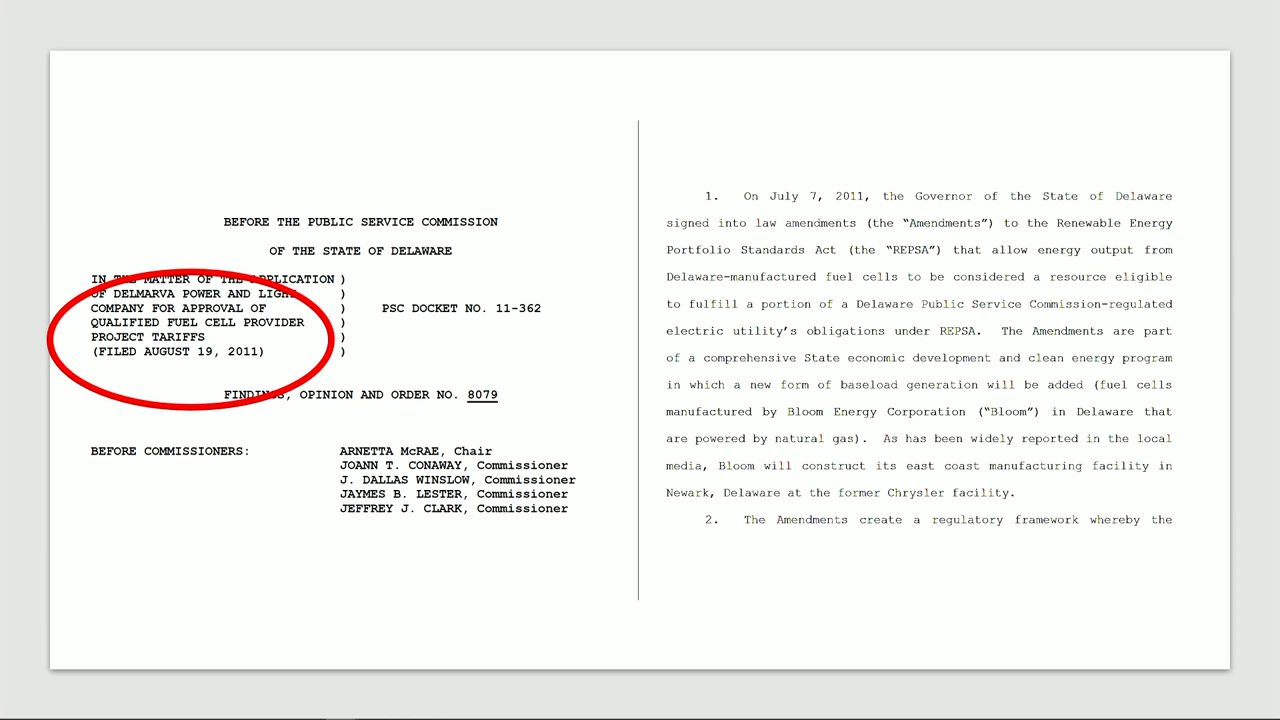 BEFORE THE PUBLIC SERVICE COMMISSION
OF THE STATE OF DELAWARE
IN THE MATTER OF THE APPLICATION )
OF DELMARVA POWER AND LIGHT )
COMPANY FOR APPROVAL OF ) PSC DOCKET NO. 11-362
QUALIFIED FUEL CELL PROVIDER )
PROJECT TARIFFS )
(FILED AUGUST 19, 2011) )
FINDINGS, OPINION AND ORDER NO. 8079
BEFORE COMMISSIONERS: ARNETTA McRAE, Chair
JOANN T. CONAWAY, Commissioner
J. DALLAS WINSLOW, Commissioner
JAYMES B. LESTER, Commissioner
JEFFREY J. CLARK, Commissioner
1. On July 7, 2011, the Governor of the State of Delaware
signed into law amendments (the “Amendments”) to the Renewable Energy
Portfolio Standards Act (the “REPSA”) that allow energy output from
Delaware-manufactured fuel cells to be considered a resource eligible
to fulfill a portion of a Delaware Public Service Commission-regulated
electric utility’s obligations under REPSA. The Amendments are part
of a comprehensive State economic development and clean energy program
in which a new form of baseload generation will be added (fuel cells
manufactured by Bloom Energy Corporation (“Bloom”) in Delaware that
are powered by natural gas). As has been widely reported in the local
media, Bloom will construct its east coast manufacturing facility in
Newark, Delaware at the former Chrysler facility.
2. The Amendments create a regulatory framework whereby the